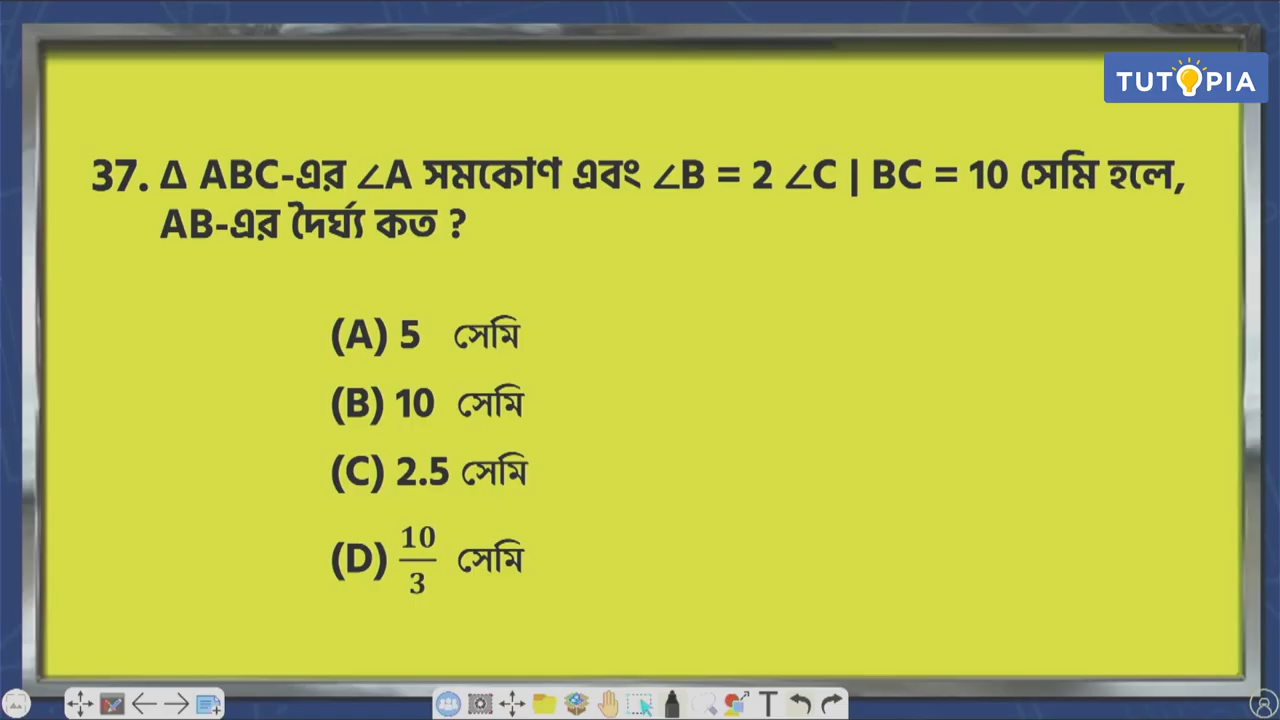 TUTOPIA
37. Δ ABC-এর ∠A সমকোণ এবং ∠B = 2 ∠C | BC = 10 সেমি হলে,
AB-এর দৈর্ঘ্য কত ?
(A) 5 সেমি
(B) 10 সেমি
(C) 2.5 সেমি
(D) 10/3 সেমি